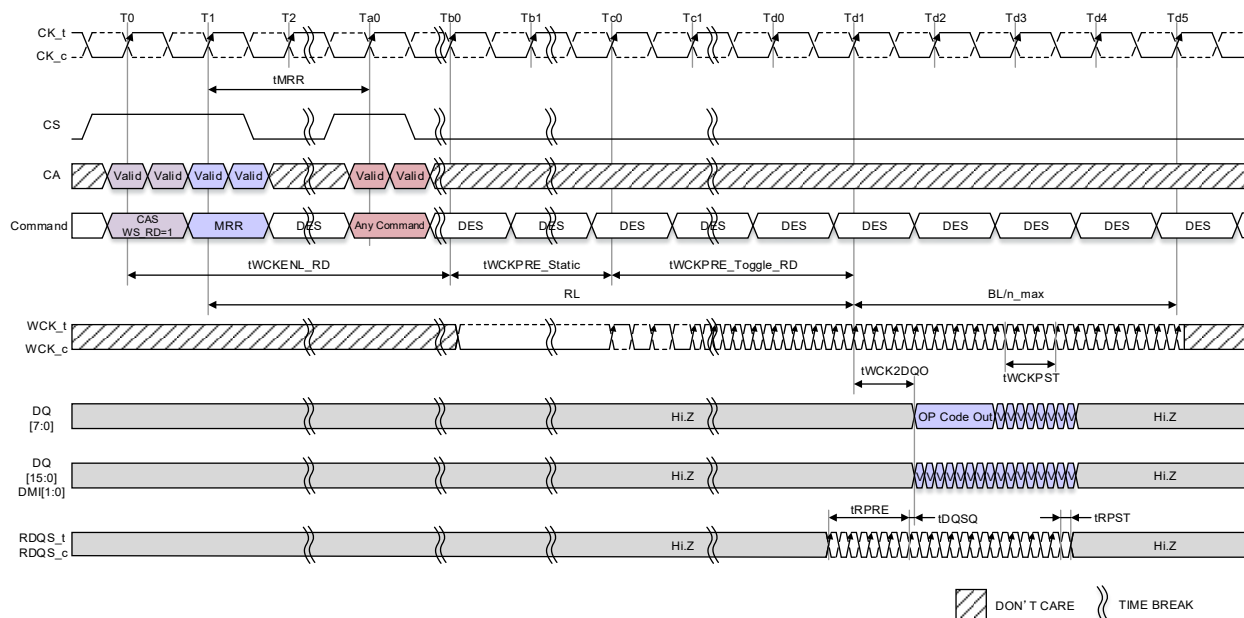 T0 T1 T2 Ta0 Tb0 Tb1 Tc0 Tc1 Td0 Td1 Td2 Td3 Td4 Td5
CK_t
CK_c
tMRR
CS
CA Valid Valid Valid Valid Valid Valid
Command CAS WS_RD=1 MRR DES Any Command DES DES DES DES DES DES DES DES DES DES
tWCKENL_RD tWCKPRE_Static tWCKPRE_Toggle_RD
RL BL/n_max
WCK_t
WCK_c
tWCK2DQO tWCKPST
DQ
[7:0] Hi.Z OP Code Out V V V V V V V V Hi.Z
DQ
[15:0]
DMI[1:0] Hi.Z V V V V V V V V V V V V V V V V Hi.Z
tRPRE tDQSQ tRPST
RDQS_t
RDQS_c Hi.Z Hi.Z
DON'T CARE TIME BREAK